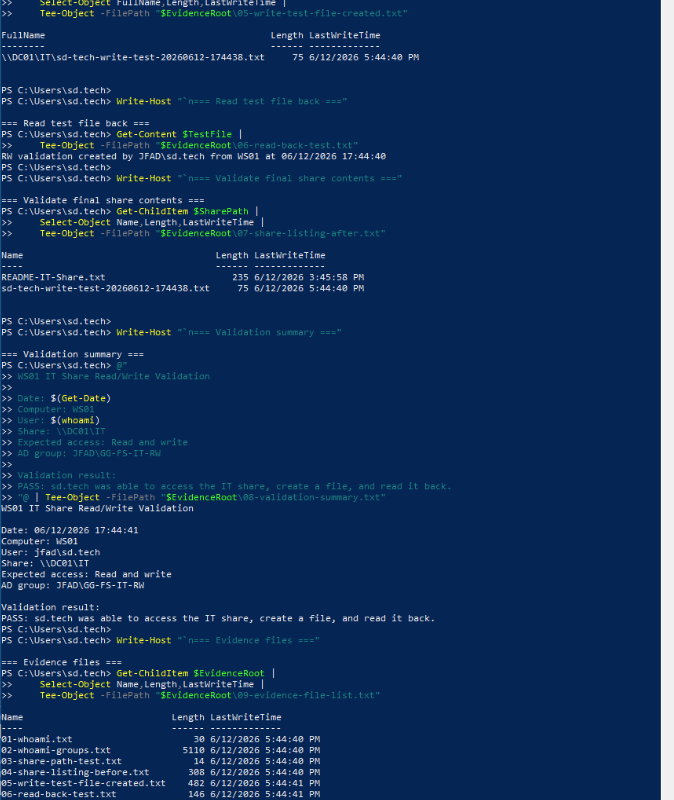 >>     Select-Object FullName,Length,LastWriteTime |
>>     Tee-Object -FilePath "$EvidenceRoot\05-write-test-file-created.txt"
FullName                                        Length LastWriteTime
--------                                        ------ -------------
\\DC01\IT\sd-tech-write-test-20260612-174438.txt     75 6/12/2026 5:44:40 PM
PS C:\Users\sd.tech>
PS C:\Users\sd.tech> Write-Host "`n=== Read test file back ==="
=== Read test file back ===
PS C:\Users\sd.tech> Get-Content $TestFile |
>>     Tee-Object -FilePath "$EvidenceRoot\06-read-back-test.txt"
RW validation created by JFAD\sd.tech from WS01 at 06/12/2026 17:44:40
PS C:\Users\sd.tech>
PS C:\Users\sd.tech> Write-Host "`n=== Validate final share contents ==="
=== Validate final share contents ===
PS C:\Users\sd.tech> Get-ChildItem $SharePath |
>>     Select-Object Name,Length,LastWriteTime |
>>     Tee-Object -FilePath "$EvidenceRoot\07-share-listing-after.txt"
Name                                   Length LastWriteTime
----                                   ------ -------------
README-IT-Share.txt                       235 6/12/2026 3:45:58 PM
sd-tech-write-test-20260612-174438.txt     75 6/12/2026 5:44:40 PM
PS C:\Users\sd.tech>
PS C:\Users\sd.tech> Write-Host "`n=== Validation summary ==="
=== Validation summary ===
PS C:\Users\sd.tech> @"
>> WS01 IT Share Read/Write Validation
>>
>> Date: $(Get-Date)
>> Computer: WS01
>> User: $(whoami)
>> Share: \\DC01\IT
>> Expected access: Read and write
>> AD group: JFAD\GG-FS-IT-RW
>>
>> Validation result:
>> PASS: sd.tech was able to access the IT share, create a file, and read it back.
>> "@ | Tee-Object -FilePath "$EvidenceRoot\08-validation-summary.txt"
WS01 IT Share Read/Write Validation
Date: 06/12/2026 17:44:41
Computer: WS01
User: jfad\sd.tech
Share: \\DC01\IT
Expected access: Read and write
AD group: JFAD\GG-FS-IT-RW
Validation result:
PASS: sd.tech was able to access the IT share, create a file, and read it back.
PS C:\Users\sd.tech>
PS C:\Users\sd.tech> Write-Host "`n=== Evidence files ==="
=== Evidence files ===
PS C:\Users\sd.tech> Get-ChildItem $EvidenceRoot |
>>     Select-Object Name,Length,LastWriteTime |
>>     Tee-Object -FilePath "$EvidenceRoot\09-evidence-file-list.txt"
Name                           Length LastWriteTime
----                           ------ -------------
01-whoami.txt                      30 6/12/2026 5:44:40 PM
02-whoami-groups.txt             5110 6/12/2026 5:44:40 PM
03-share-path-test.txt             14 6/12/2026 5:44:40 PM
04-share-listing-before.txt       308 6/12/2026 5:44:40 PM
05-write-test-file-created.txt    482 6/12/2026 5:44:41 PM
06-read-back-test.txt             146 6/12/2026 5:44:41 PM